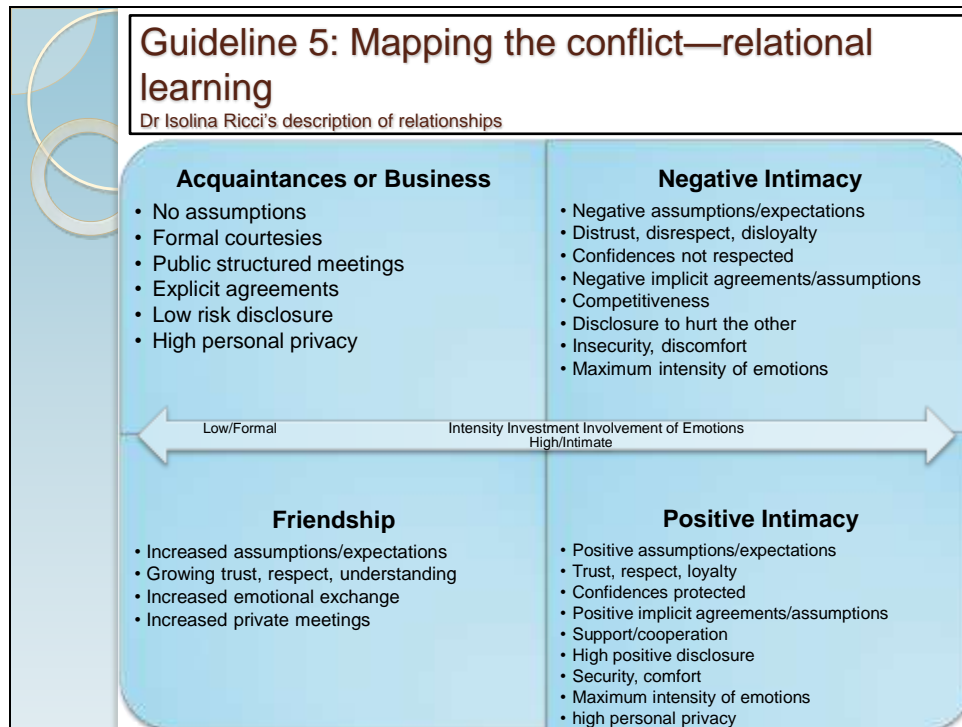 Guideline 5: Mapping the conflict—relational
learning
Dr Isolina Ricci's description of relationships
Acquaintances or Business
• No assumptions
• Formal courtesies
• Public structured meetings
• Explicit agreements
• Low risk disclosure
• High personal privacy
Negative Intimacy
• Negative assumptions/expectations
• Distrust, disrespect, disloyalty
• Confidences not respected
• Negative implicit agreements/assumptions
• Competitiveness
• Disclosure to hurt the other
• Insecurity, discomfort
• Maximum intensity of emotions
Low/Formal Intensity Investment Involvement of Emotions
High/Intimate
Friendship
• Increased assumptions/expectations
• Growing trust, respect, understanding
• Increased emotional exchange
• Increased private meetings
Positive Intimacy
• Positive assumptions/expectations
• Trust, respect, loyalty
• Confidences protected
• Positive implicit agreements/assumptions
• Support/cooperation
• High positive disclosure
• Security, comfort
• Maximum intensity of emotions
• high personal privacy